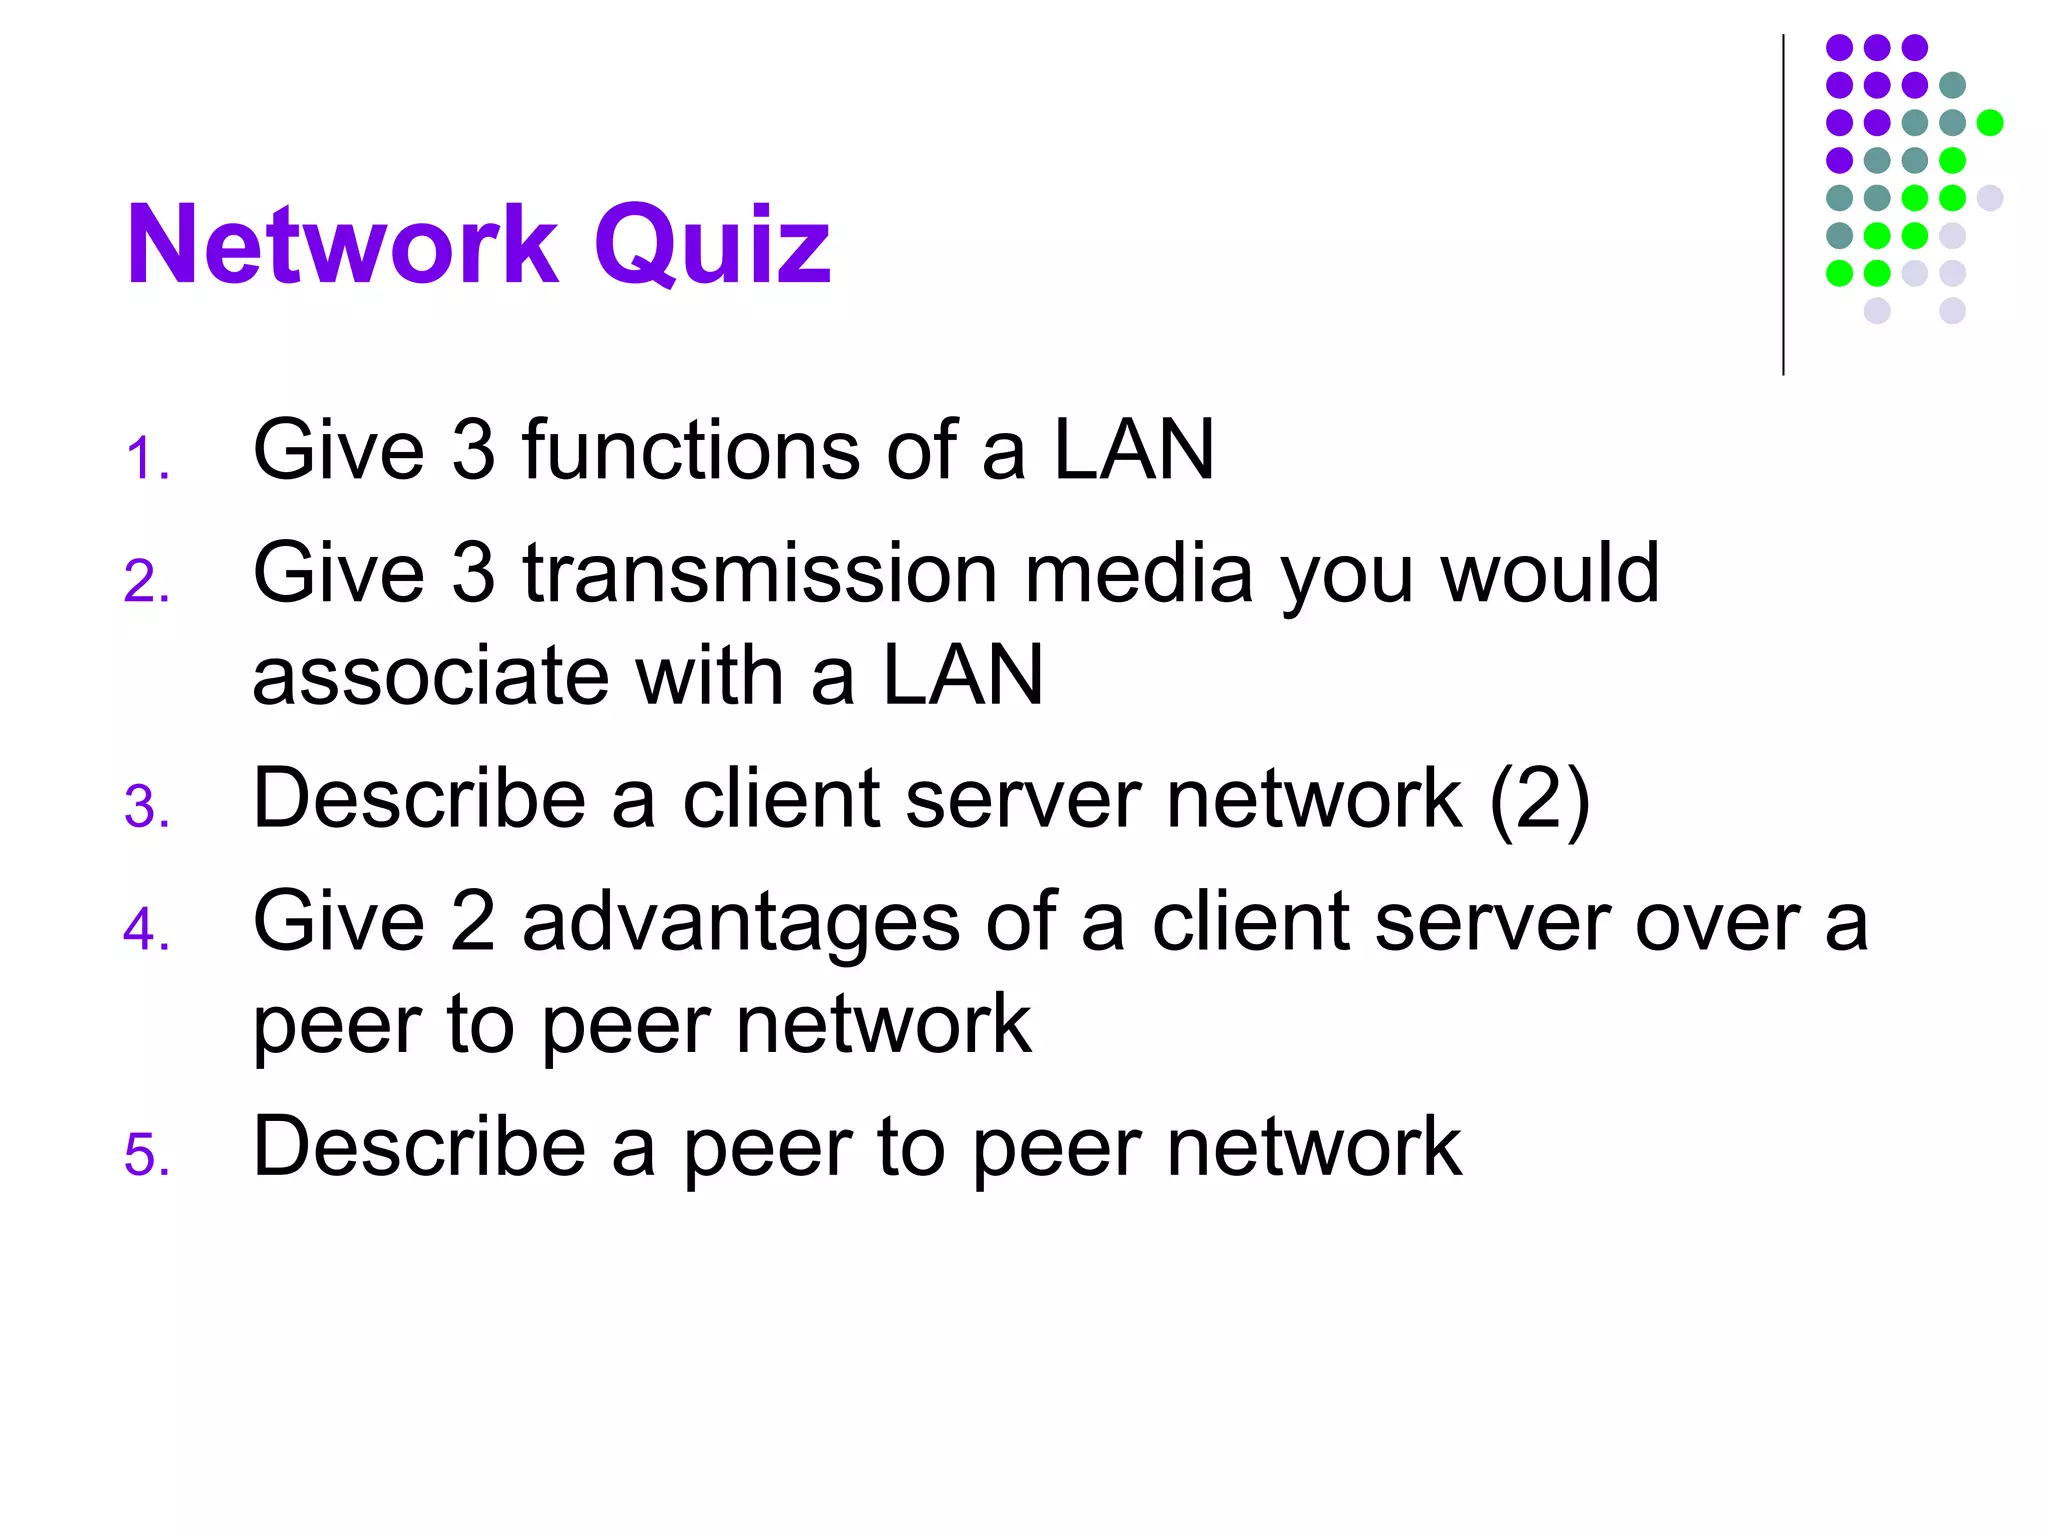 Network Quiz
1. Give 3 functions of a LAN
2. Give 3 transmission media you would
associate with a LAN
3. Describe a client server network (2)
4. Give 2 advantages of a client server over a
peer to peer network
5. Describe a peer to peer network